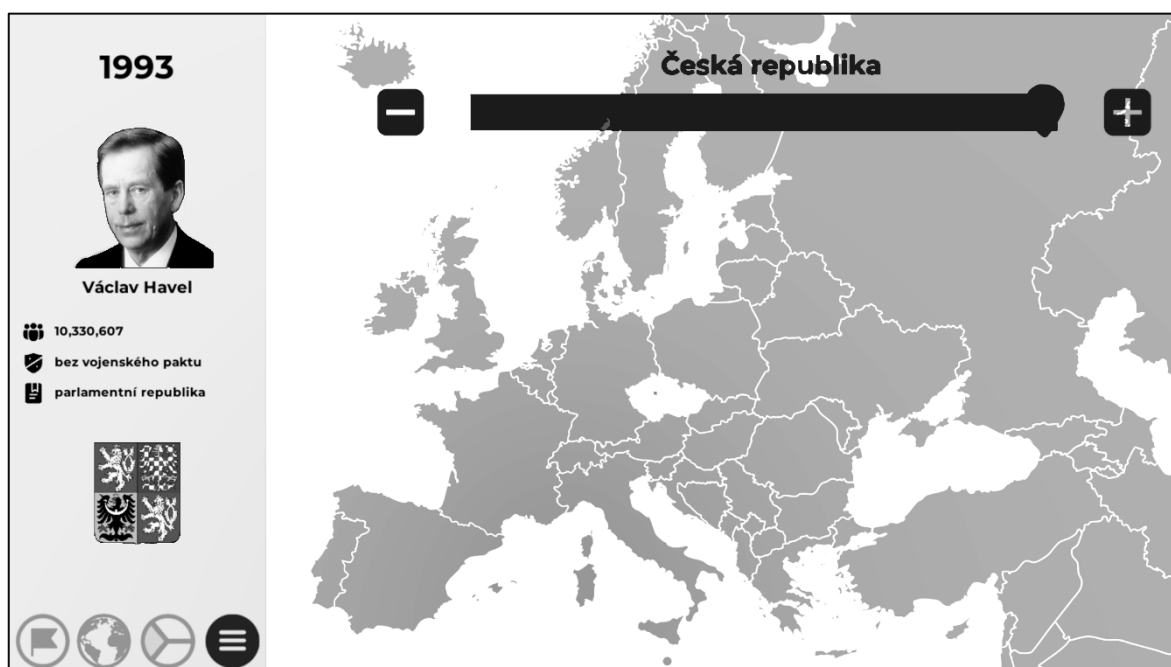 1993
Václav Havel
10,330,607
bez vojenského paktu
parlamentní republika
Česká republika